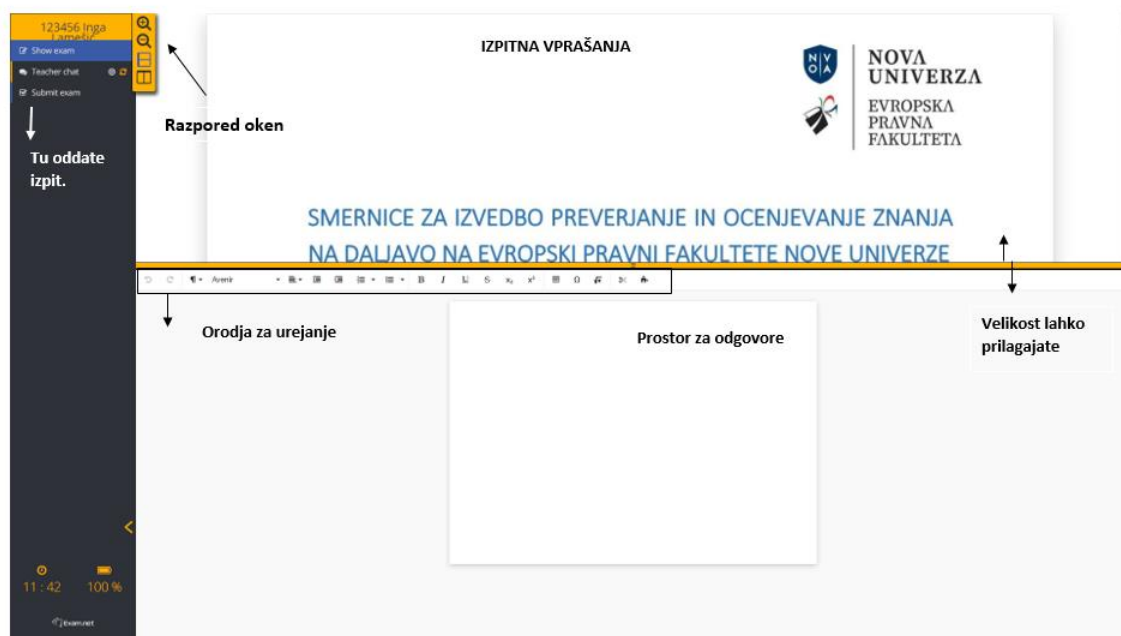 123456 Inga
Lamešić
Show exam
Teacher chat
Submit exam
Tu oddate
izpit.
Razpored oken
IZPITNA VPRAŠANJA
NOVA
UNIVERZA
EVROPSKA
PRAVNA
FAKULTETA
SMERNICE ZA IZVEDBO PREVERJANJE IN OCENJEVANJE ZNANJA
NA DALJAVO NA EVROPSKI PRAVNI FAKULTETE NOVE UNIVERZE
Avenir
Orodja za urejanje
Prostor za odgovore
Velikost lahko
prilagajate
11 : 42 100 %
Exam.net